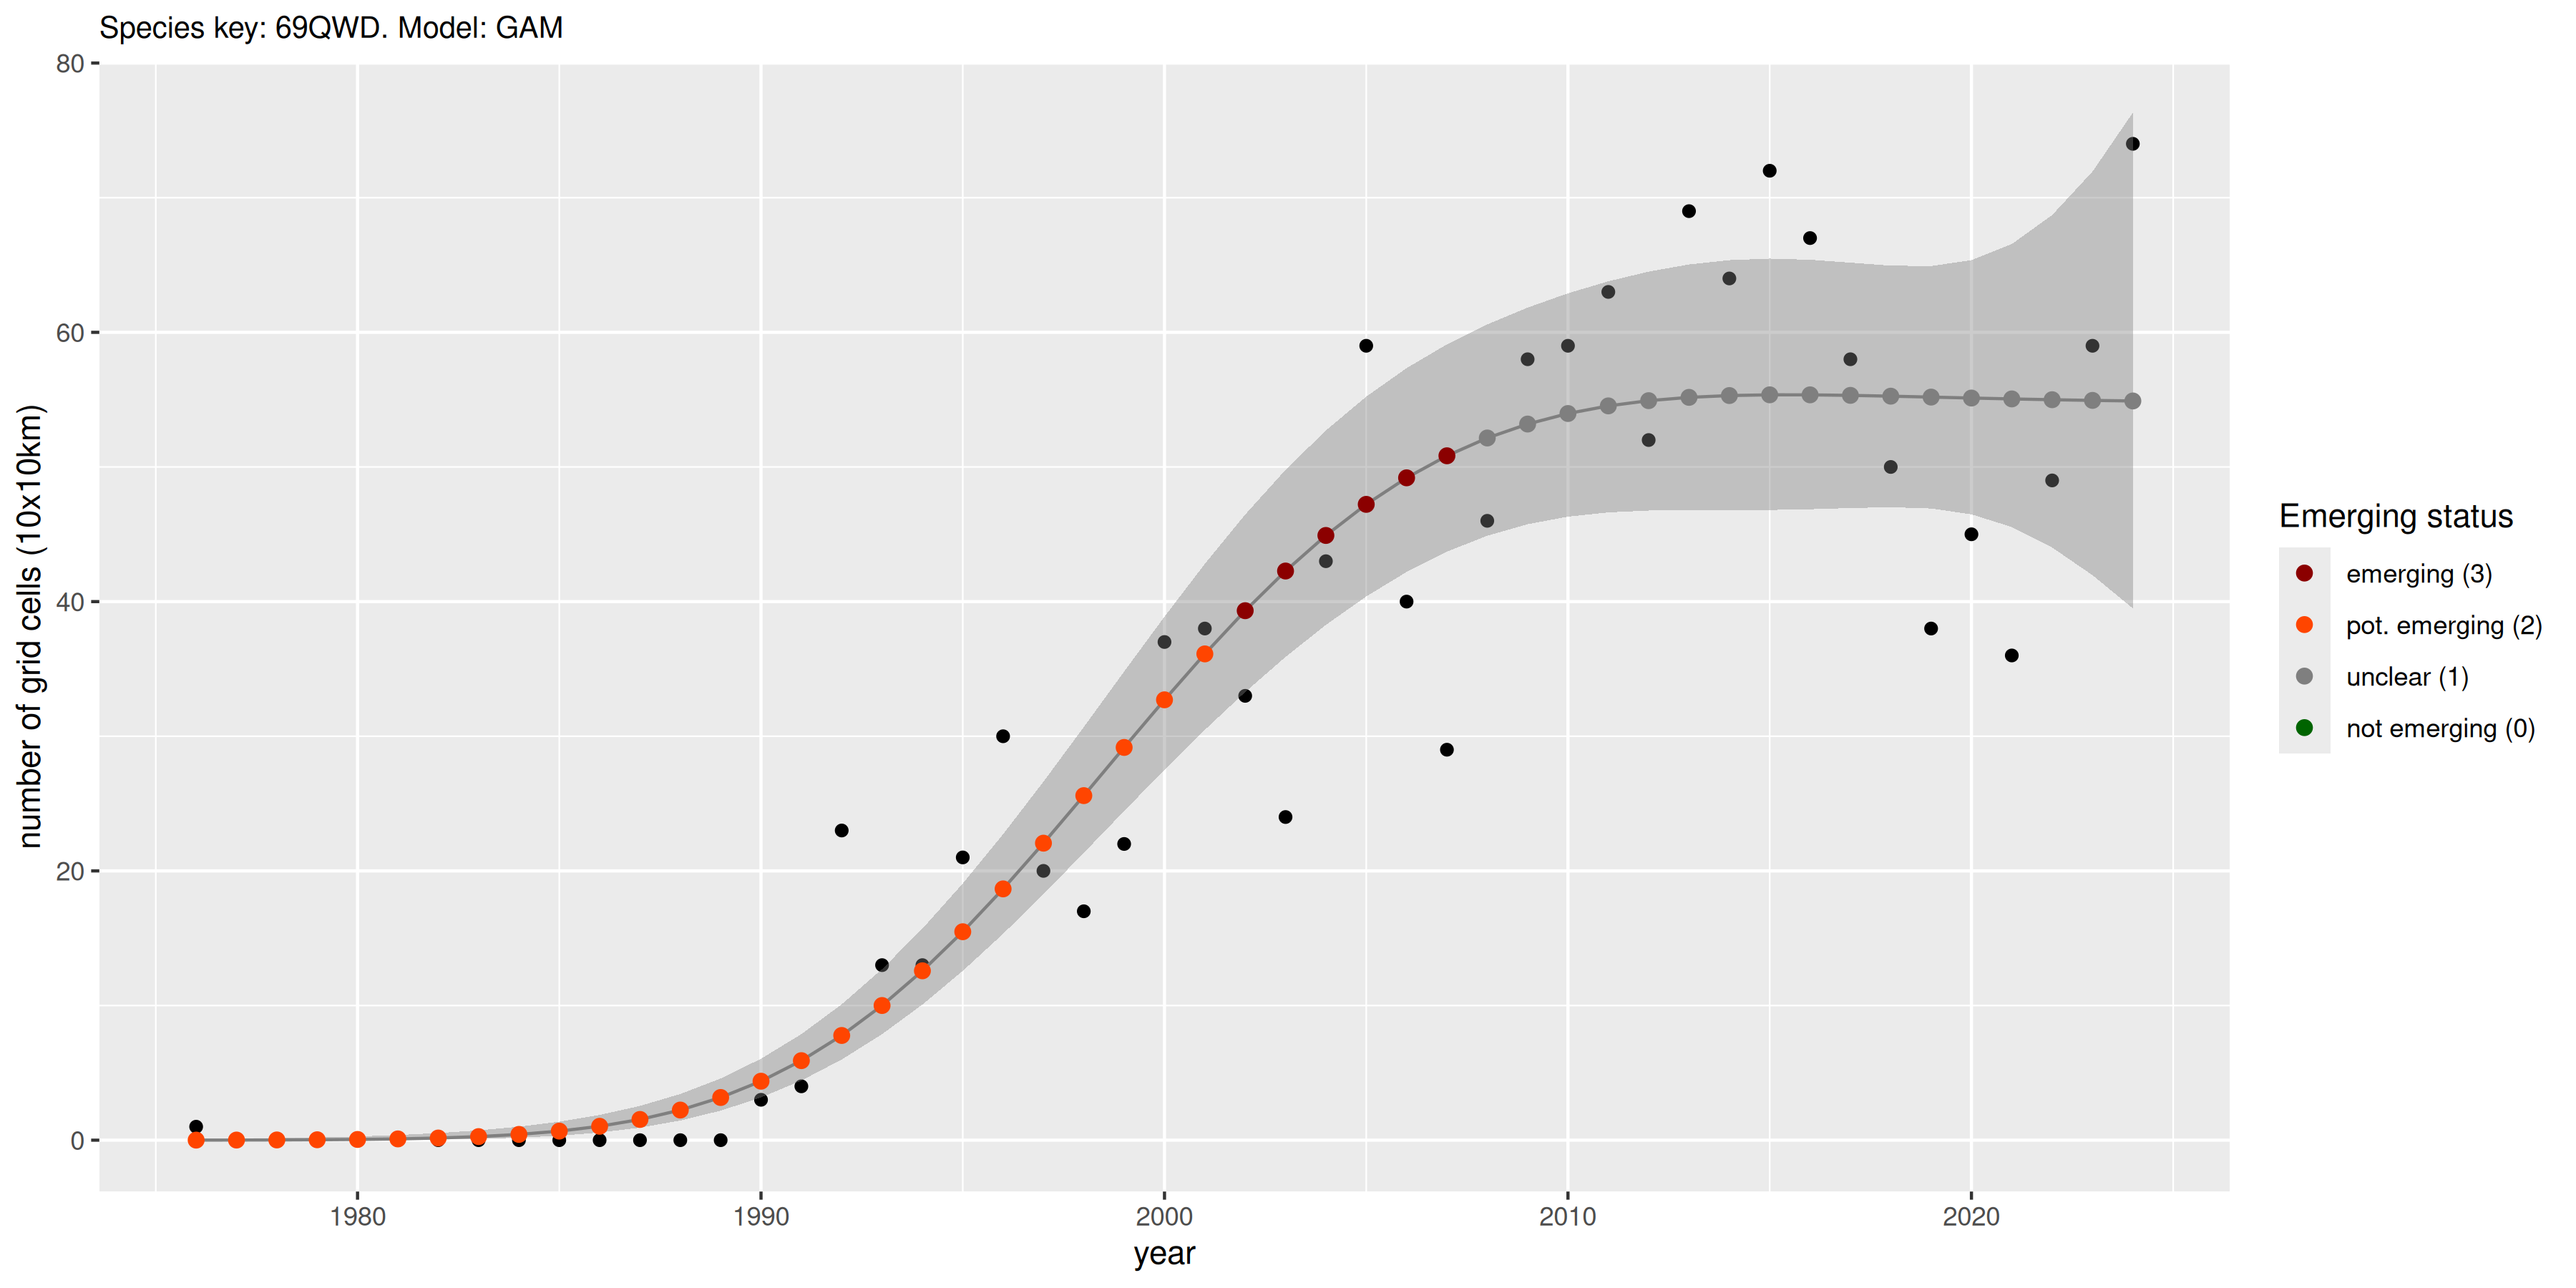 Species key: 69QWD. Model: GAM
80
60
40
20
0
number of grid cells (10x10km)
1980
1990
2000
2010
2020
year
Emerging status
emerging (3)
pot. emerging (2)
unclear (1)
not emerging (0)